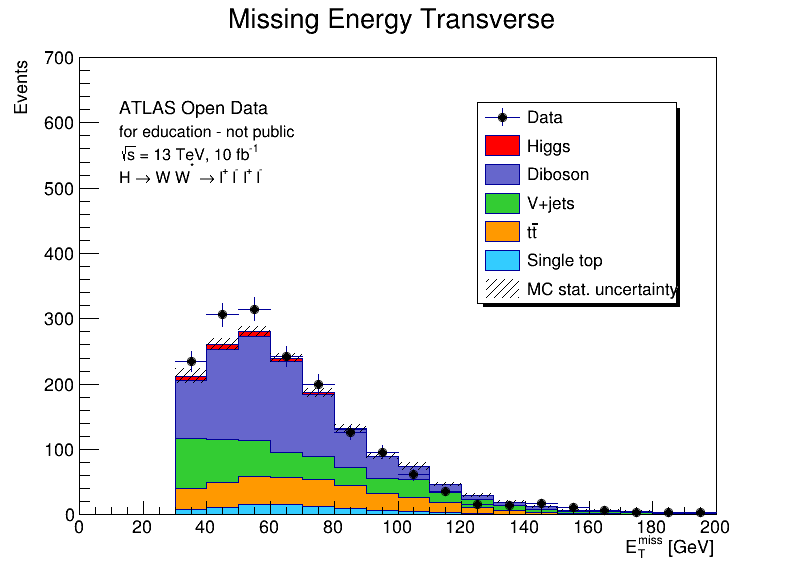 Missing Energy Transverse
Events
700
600
500
400
300
200
100
0
ATLAS Open Data
for education - not public
√s = 13 TeV, 10 fb⁻¹
H → W W* → l⁺ l⁻ l⁺ l⁻
Data
Higgs
Diboson
V+jets
tt̄
Single top
MC stat. uncertainty
0 20 40 60 80 100 120 140 160 180 200
E_T^miss [GeV]